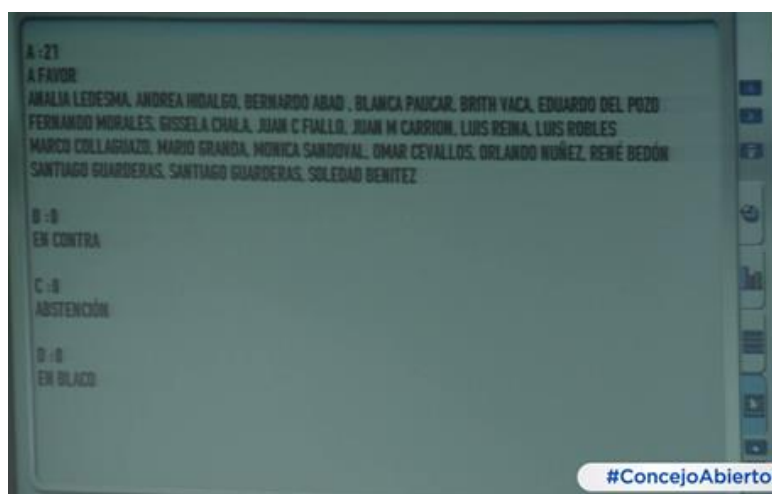 A :21
A FAVOR
ANALIA LEDESMA, ANDREA HIDALGO, BERNARDO ABAD , BLANCA PAUCAR, BRITH VACA, EDUARDO DEL POZO
FERNANDO MORALES, GISSELA CHALA, JUAN C FIALLO, JUAN M CARRION, LUIS REINA, LUIS ROBLES
MARCO COLLAGUAZO, MARIO GRANDA, MONICA SANDOVAL, OMAR CEVALLOS, ORLANDO NUÑEZ, RENÉ BEDÓN
SANTIAGO GUARDERAS, SANTIAGO GUARDERAS, SOLEDAD BENITEZ
B :0
EN CONTRA
C :0
ABSTENCIÓN
D :0
EN BLACO
#ConcejoAbierto